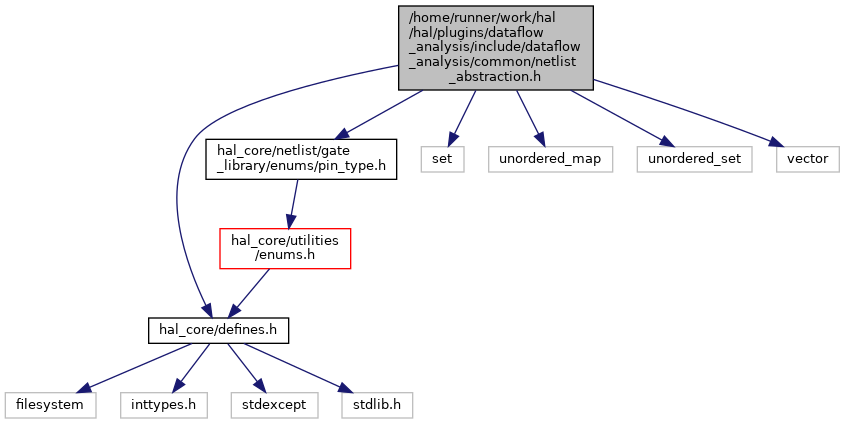 /home/runner/work/hal
/hal/plugins/dataflow
_analysis/include/dataflow
_analysis/common/netlist
_abstraction.h
hal_core/netlist/gate
_library/enums/pin_type.h
set
unordered_map
unordered_set
vector
hal_core/utilities
/enums.h
hal_core/defines.h
filesystem
inttypes.h
stdexcept
stdlib.h